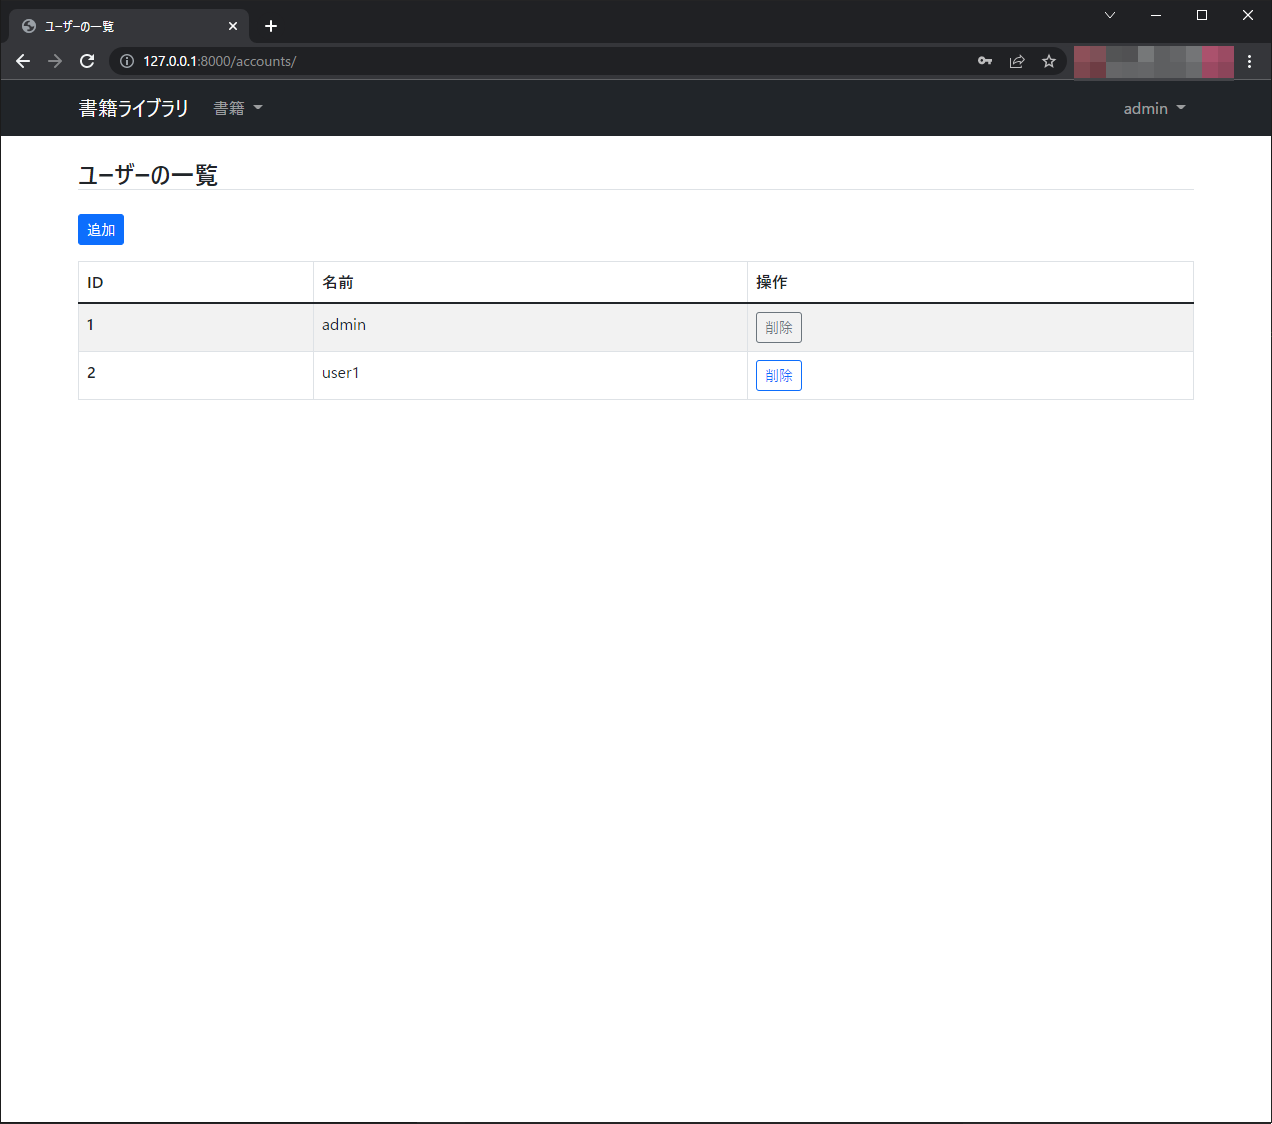 ユーザーの一覧
127.0.0.1:8000/accounts/
書籍ライブラリ 書籍 admin
ユーザーの一覧
追加
ID 名前 操作
1 admin 削除
2 user1 削除